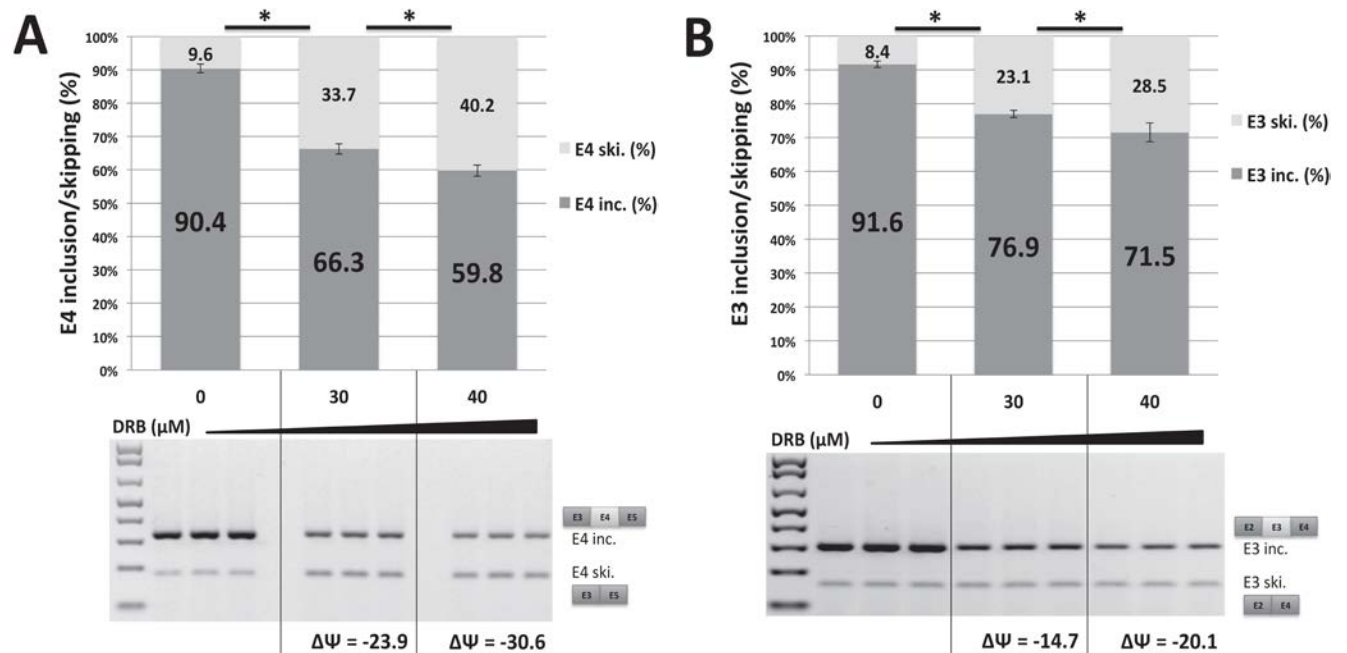 A
* *
E4 inclusion/skipping (%)
100%
90%
80%
70%
60%
50%
40%
30%
20%
10%
0%
9.6
33.7
40.2
90.4
66.3
59.8
E4 ski. (%)
E4 inc. (%)
0 30 40
DRB (µM)
E3 E4 E5
E4 inc.
E4 ski.
E3 E5
ΔΨ = -23.9 ΔΨ = -30.6
B
* *
E3 inclusion/skipping (%)
100%
90%
80%
70%
60%
50%
40%
30%
20%
10%
0%
8.4
23.1
28.5
91.6
76.9
71.5
E3 ski. (%)
E3 inc. (%)
0 30 40
DRB (µM)
E2 E3 E4
E3 inc.
E3 ski.
E2 E4
ΔΨ = -14.7 ΔΨ = -20.1